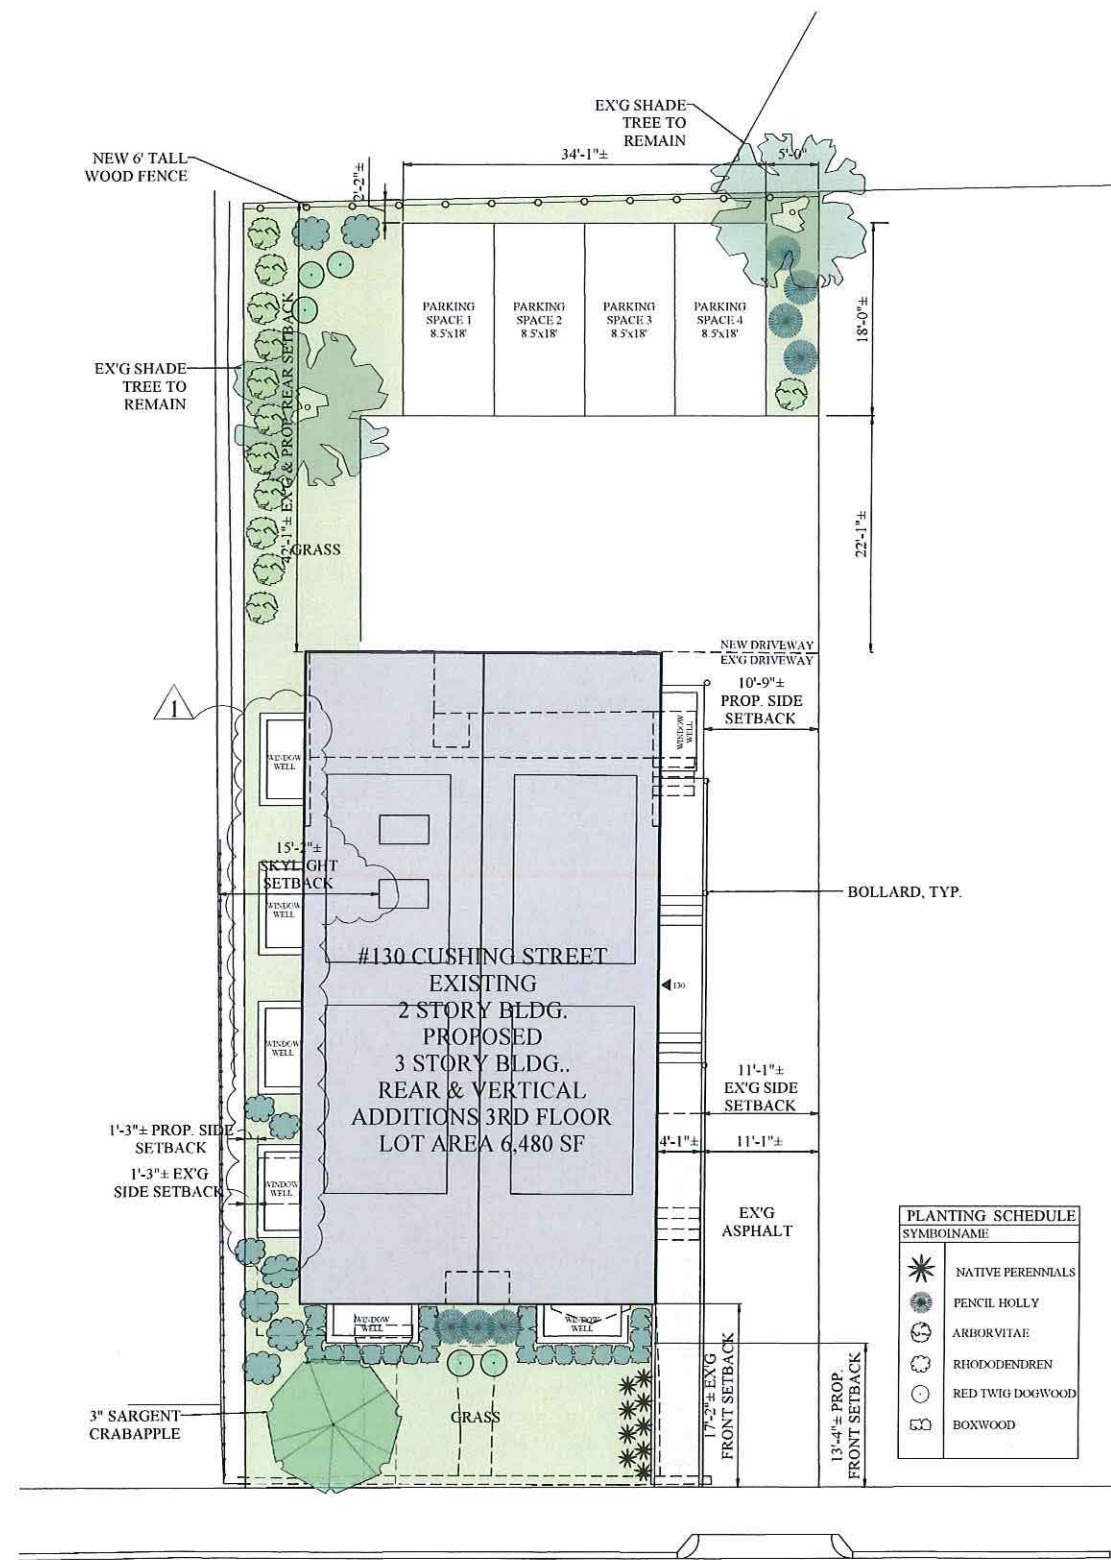 EX'G SHADE
TREE TO
REMAIN
NEW 6' TALL
WOOD FENCE
34'-1"±
5'-0"
2'-2"±
PARKING
SPACE 1
8.5'x18'
PARKING
SPACE 2
8.5'x18'
PARKING
SPACE 3
8.5'x18'
PARKING
SPACE 4
8.5'x18'
18'-0"±
EX'G SHADE
TREE TO
REMAIN
42'-1"± EX'G & PROP. REAR SETBACK
GRASS
22'-1"±
NEW DRIVEWAY
EX'G DRIVEWAY
10'-9"±
PROP. SIDE
SETBACK
1
WINDOW
WELL
WINDOW
WELL
15'-2"±
SKYLIGHT
SETBACK
WINDOW
WELL
BOLLARD, TYP.
#130 CUSHING STREET
EXISTING
2 STORY BLDG.
PROPOSED
3 STORY BLDG..
REAR & VERTICAL
ADDITIONS 3RD FLOOR
LOT AREA 6,480 SF
130
WINDOW
WELL
11'-1"±
EX'G SIDE
SETBACK
1'-3"± PROP. SIDE
SETBACK
4'-1"±
11'-1"±
1'-3"± EX'G
SIDE SETBACK
WINDOW
WELL
EX'G
ASPHALT
PLANTING SCHEDULE
SYMBOLNAME
NATIVE PERENNIALS
PENCIL HOLLY
ARBORVITAE
RHODODENDREN
RED TWIG DOGWOOD
BOXWOOD
WINDOW
WELL
WINDOW
WELL
17'-2"± EX'G
FRONT SETBACK
13'-4"± PROP.
FRONT SETBACK
3" SARGENT
CRABAPPLE
GRASS